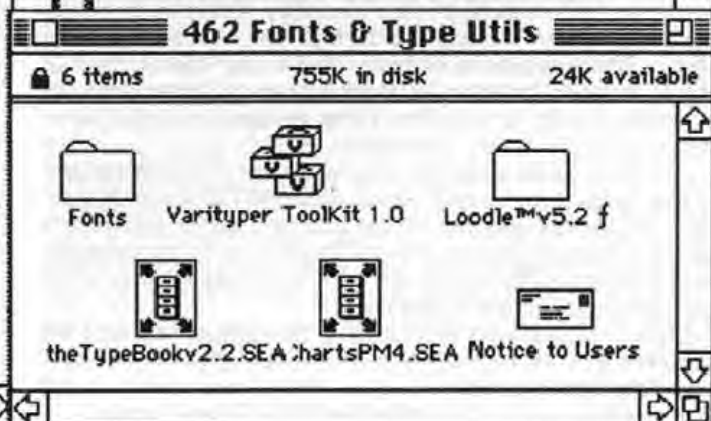 462 Fonts & Type Utils
6 items 755K in disk 24K available
Fonts Varityper ToolKit 1.0 Loodle™v5.2 ƒ
theTypeBookv2.2.SEA hartsPM4.SEA Notice to Users